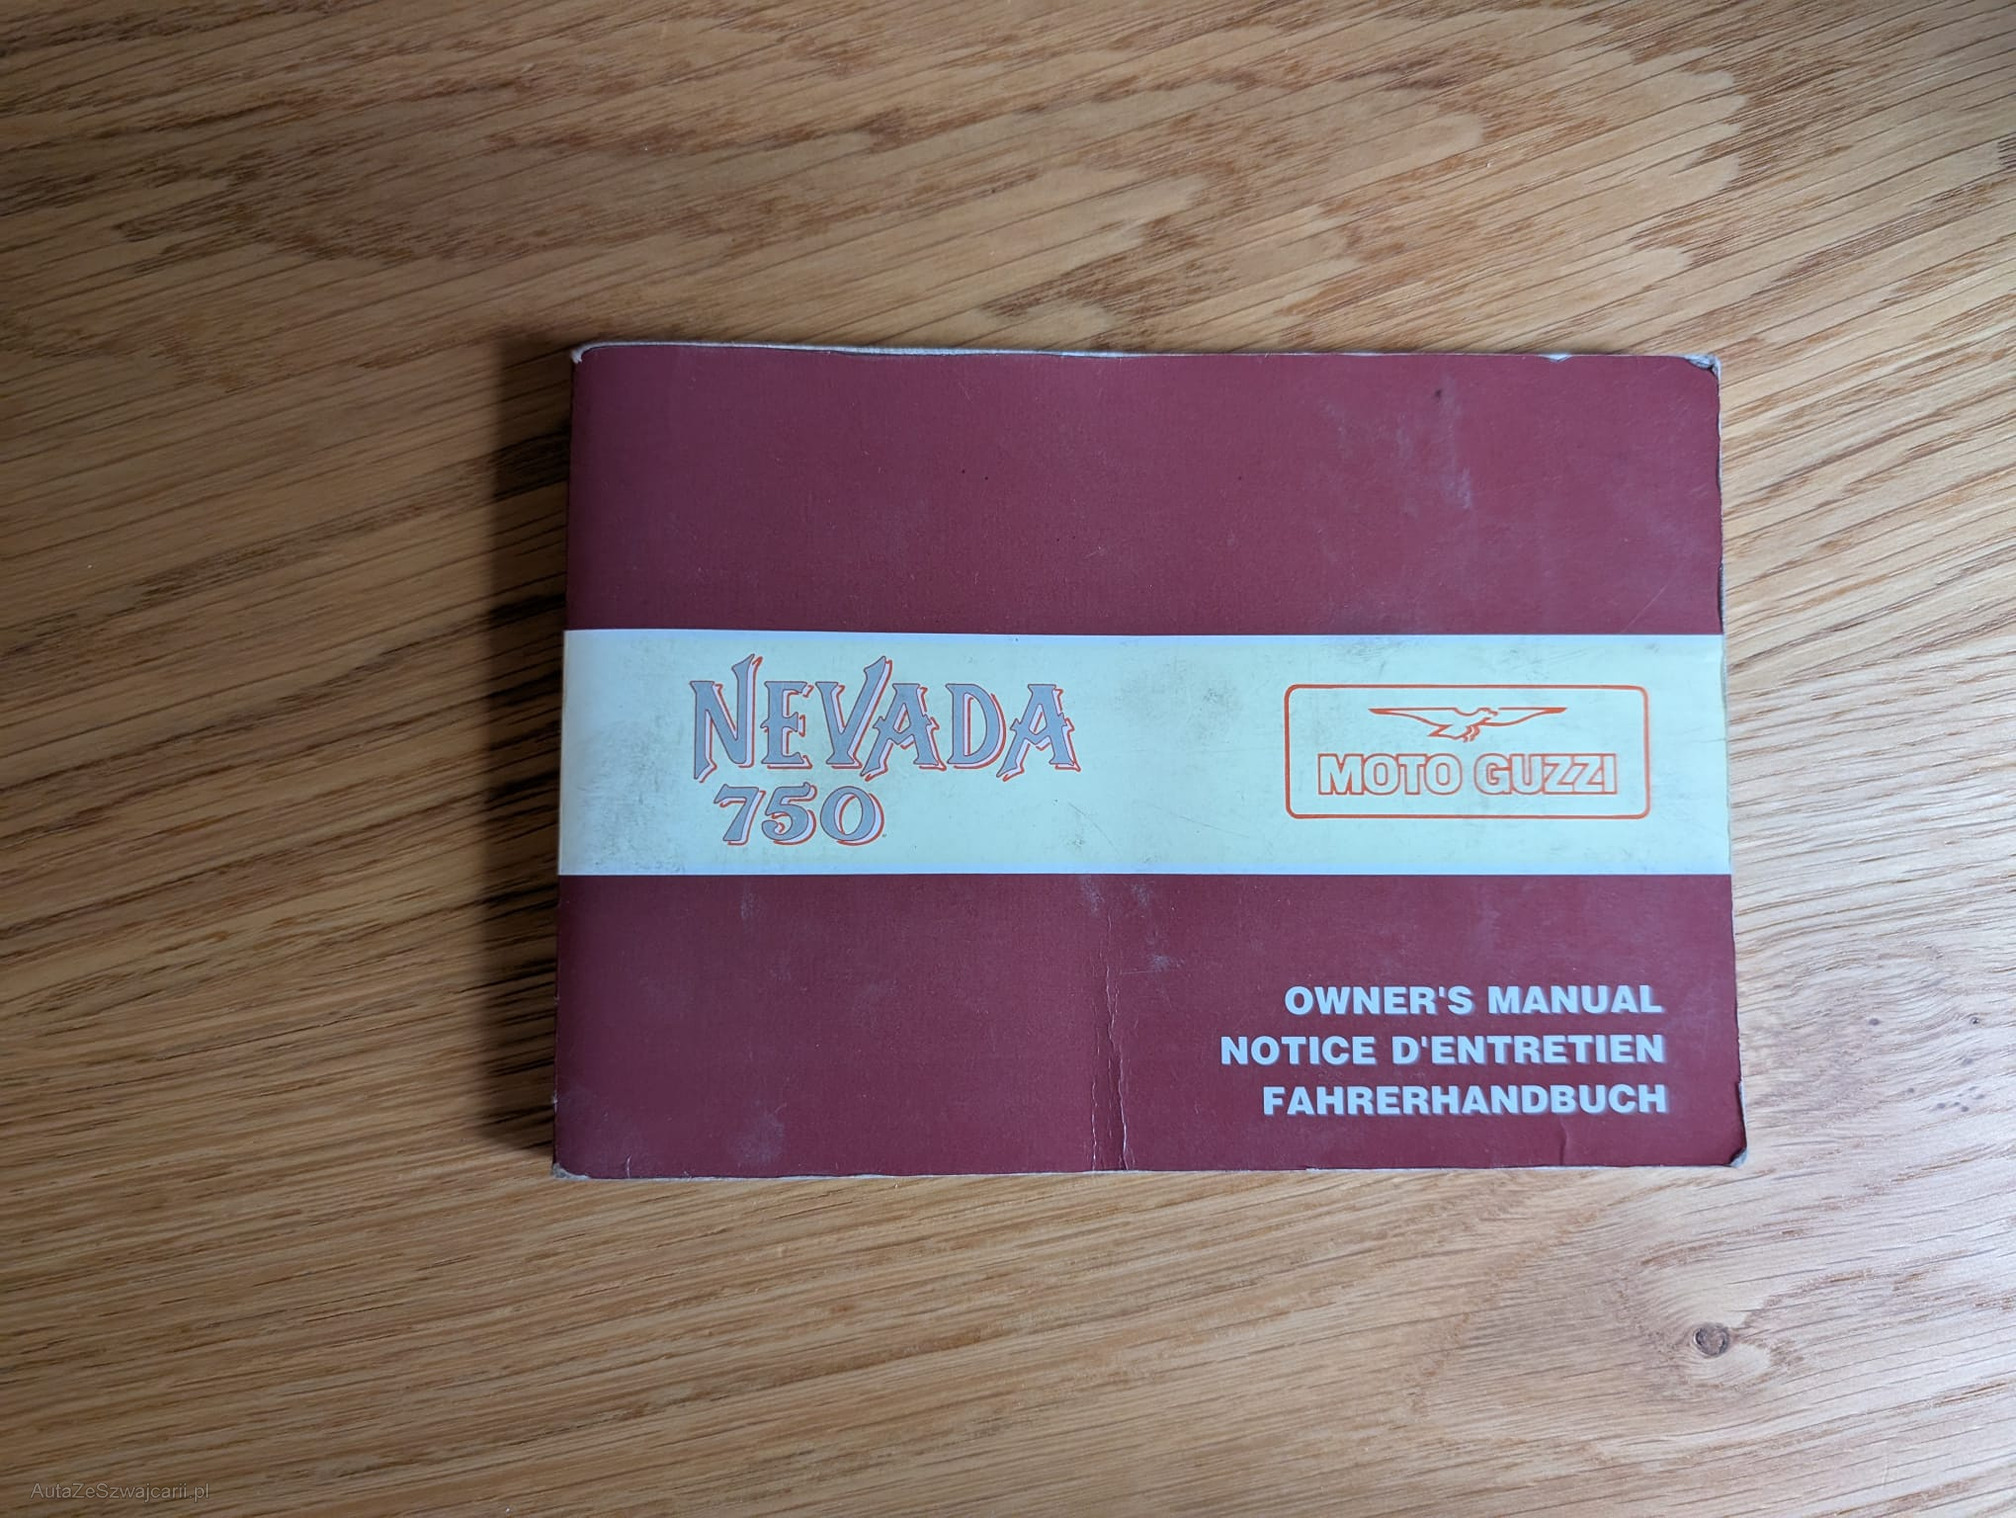 NEVADA
750
MOTO GUZZI
OWNER'S MANUAL
NOTICE D'ENTRETIEN
FAHRERHANDBUCH
AutaZeSzwajcarii.pl